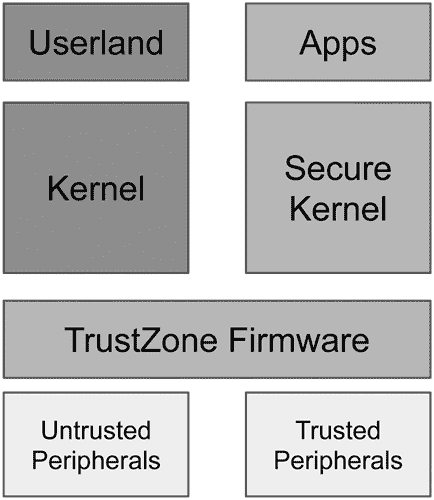 Userland
Apps
Kernel
Secure
Kernel
TrustZone Firmware
Untrusted
Peripherals
Trusted
Peripherals